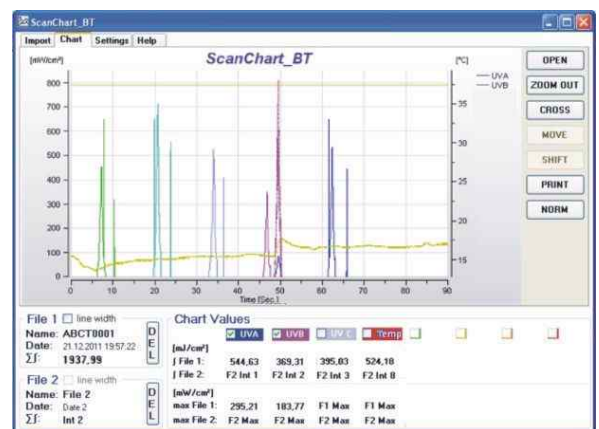 ScanChart_BT
Import Chart Settings Help
[mW/cm²] ScanChart_BT [°C]
UVA
UVB
800
700
600
500
400
300
200
100
0
35
30
25
20
15
0 10 20 30 40 50 60 70 80 90
Time [Sec.]
OPEN
ZOOM OUT
CROSS
MOVE
SHIFT
PRINT
NORM
File 1 line width
Name: ABCT0001
Date: 21.12.2011 19:57:22
Σ∫: 1937,99
DEL
File 2 line width
Name: File 2
Date: Date 2
Σ∫: Int 2
DEL
Chart Values
UVA UVB UV C Temp
[mJ/cm²]
∫ File 1: 544,63 369,31 395,03 524,18
∫ File 2: F2 Int 1 F2 Int 2 F2 Int 3 F2 Int 8
[mW/cm²]
max File 1: 295,21 183,77 F1 Max F1 Max
max File 2: F2 Max F2 Max F2 Max F2 Max